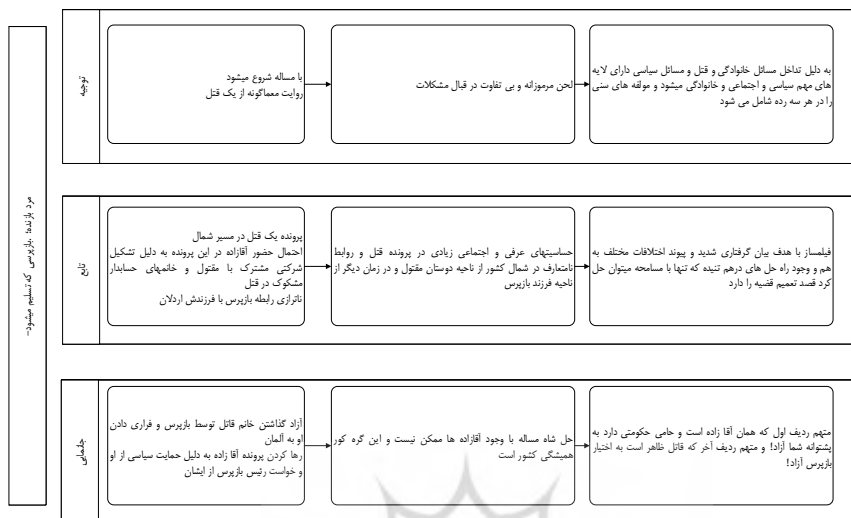 مرد بازنده: بازپرسی که تسلیم میشود-
توجیه
با مساله شروع میشود
روایت معماگونه از یک قتل
لحن مرموزانه و بی تفاوت در قبال مشکلات
به دلیل تداخل مسائل خانوادگی و قتل و مسائل سیاسی دارای لایه
های مهم سیاسی و اجتماعی و خانوادگی میشود و مولفه های سنی
را در هر سه رده شامل می شود
تابع
پرونده یک قتل در مسیر شمال
احتمال حضور آقازاده در این پرونده به دلیل تشکیل
شرکتی مشترک با مقتول و خانمهای حسابدار
مشکوک در قتل
ناترازی رابطه بازپرس با فرزندش اردلان
حساسیتهای عرفی و اجتماعی زیادی در پرونده قتل و روابط
نامتعارف در شمال کشور از ناحیه دوستان مقتول و در زمان دیگر از
ناحیه فرزند بازپرس
فیلمساز با هدف بیان گرفتاری شدید و پیوند اختلافات مختلف به
هم و وجود راه حل های درهم تنیده که تنها با مسامحه میتوان حل
کرد قصد تعمیم قضیه را دارد
جانمایی
آزاد گذاشتن خانم قاتل توسط بازپرس و فراری دادن
او به آلمان
رها کردن پرونده آقا زاده به دلیل حمایت سیاسی از او
و خواست رئیس بازپرس از ایشان
حل شاه مساله با وجود آقازاده ها ممکن نیست و این گره کور
همیشگی کشور است
متهم ردیف اول که همان آقا زاده است و حامی حکومتی دارد به
پشتوانه شما آزاد! و متهم ردیف آخر که قاتل ظاهر است به اختیار
بازپرس آزاد!